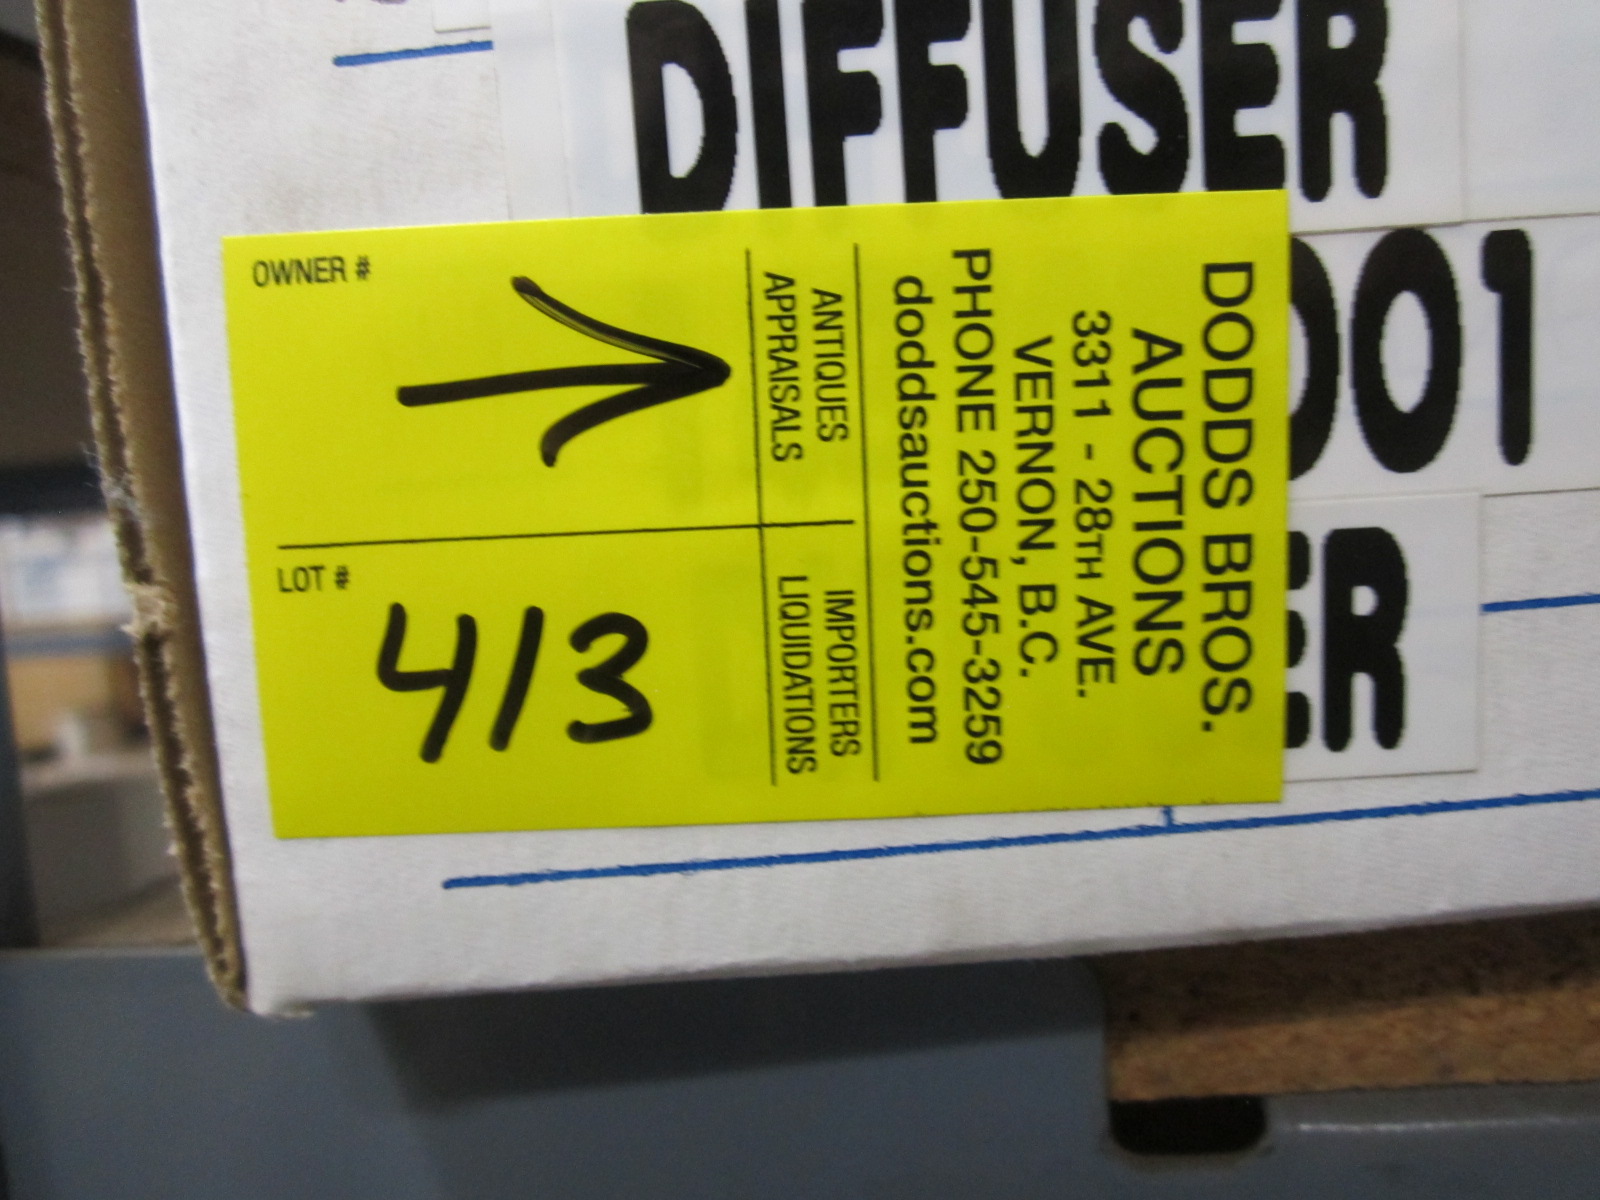 DIFFUSER
001
ER
DODDS BROS.
AUCTIONS
3311 - 28TH AVE.
VERNON, B.C.
PHONE 250-545-3259
doddsauctions.com
ANTIQUES
APPRAISALS
IMPORTERS
LIQUIDATIONS
OWNER #
LOT #
413